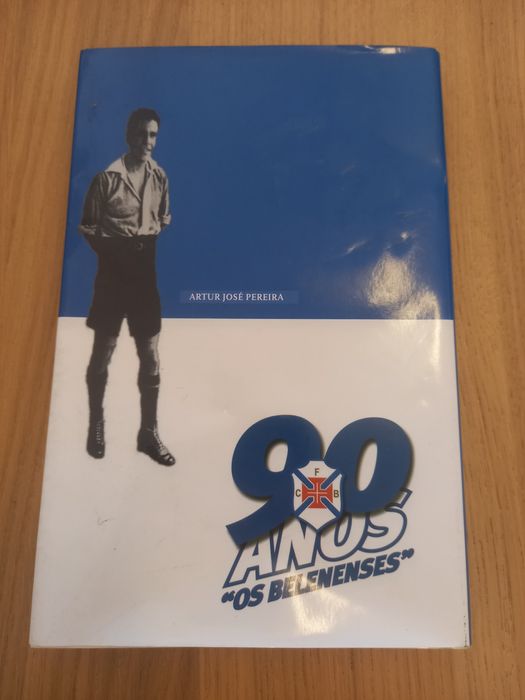 ARTUR JOSÉ PEREIRA
90
F
C B
ANOS
"OS BELENENSES"